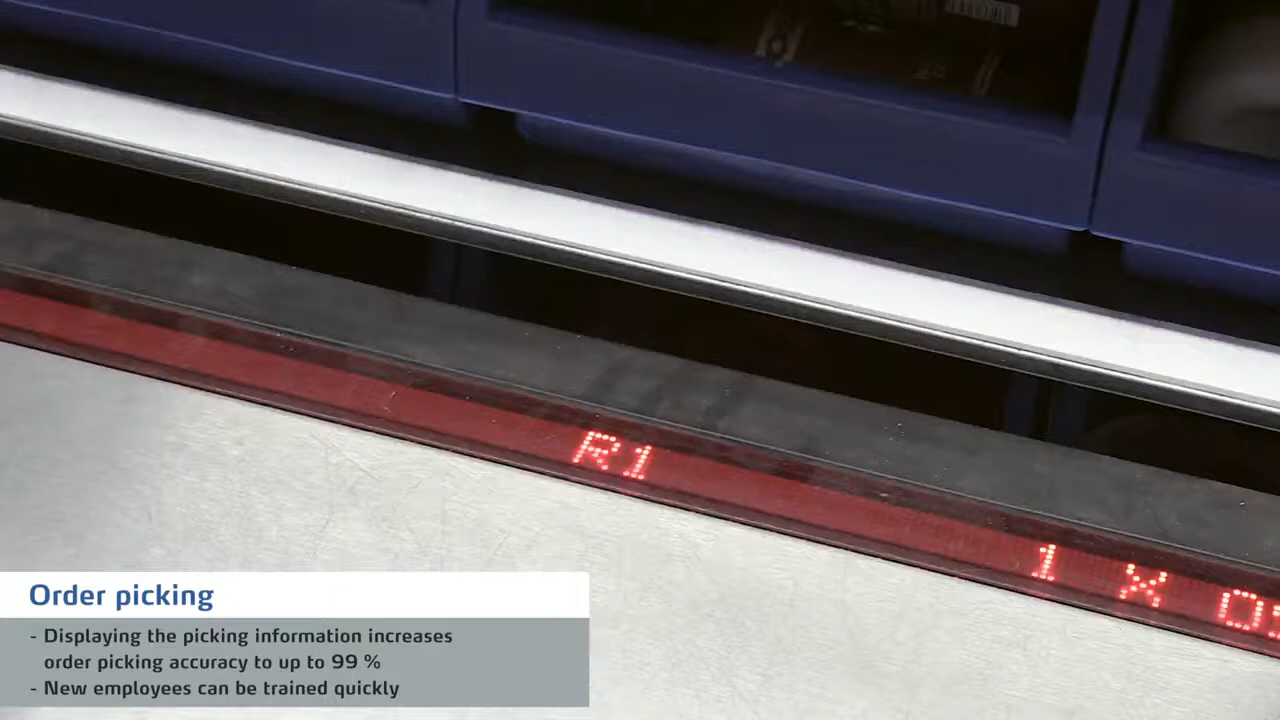 R1
1 X
Order picking
- Displaying the picking information increases
order picking accuracy to up to 99 %
- New employees can be trained quickly